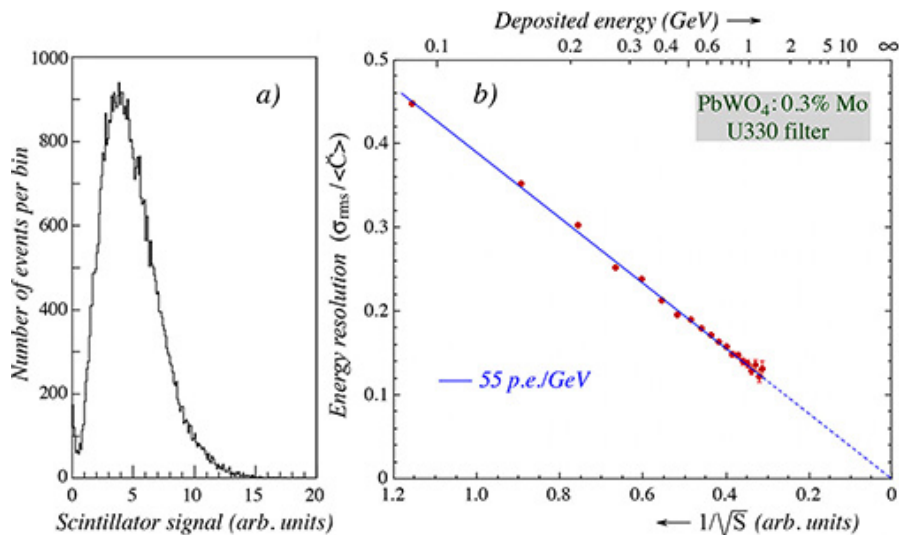 a)
Number of events per bin
1000
800
600
400
200
0
0 5 10 15 20
Scintillator signal (arb. units)
Deposited energy (GeV) →
0.1 0.2 0.3 0.4 0.6 1 2 5 10 ∞
b)
PbWO₄: 0.3% Mo
U330 filter
Energy resolution (σrms / <Č>)
0.5
0.4
0.3
0.2
0.1
0
55 p.e./GeV
1.2 1.0 0.8 0.6 0.4 0.2 0
← 1/√S (arb. units)